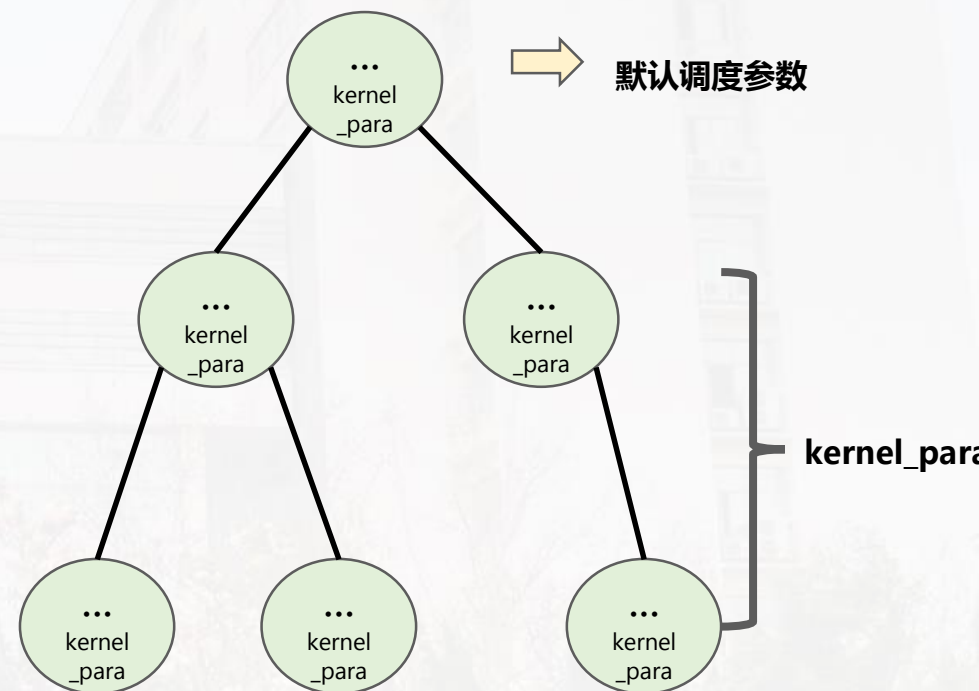 ...
kernel
_para
默认调度参数
...
kernel
_para
...
kernel
_para
kernel_para
...
kernel
_para
...
kernel
_para
...
kernel
_para